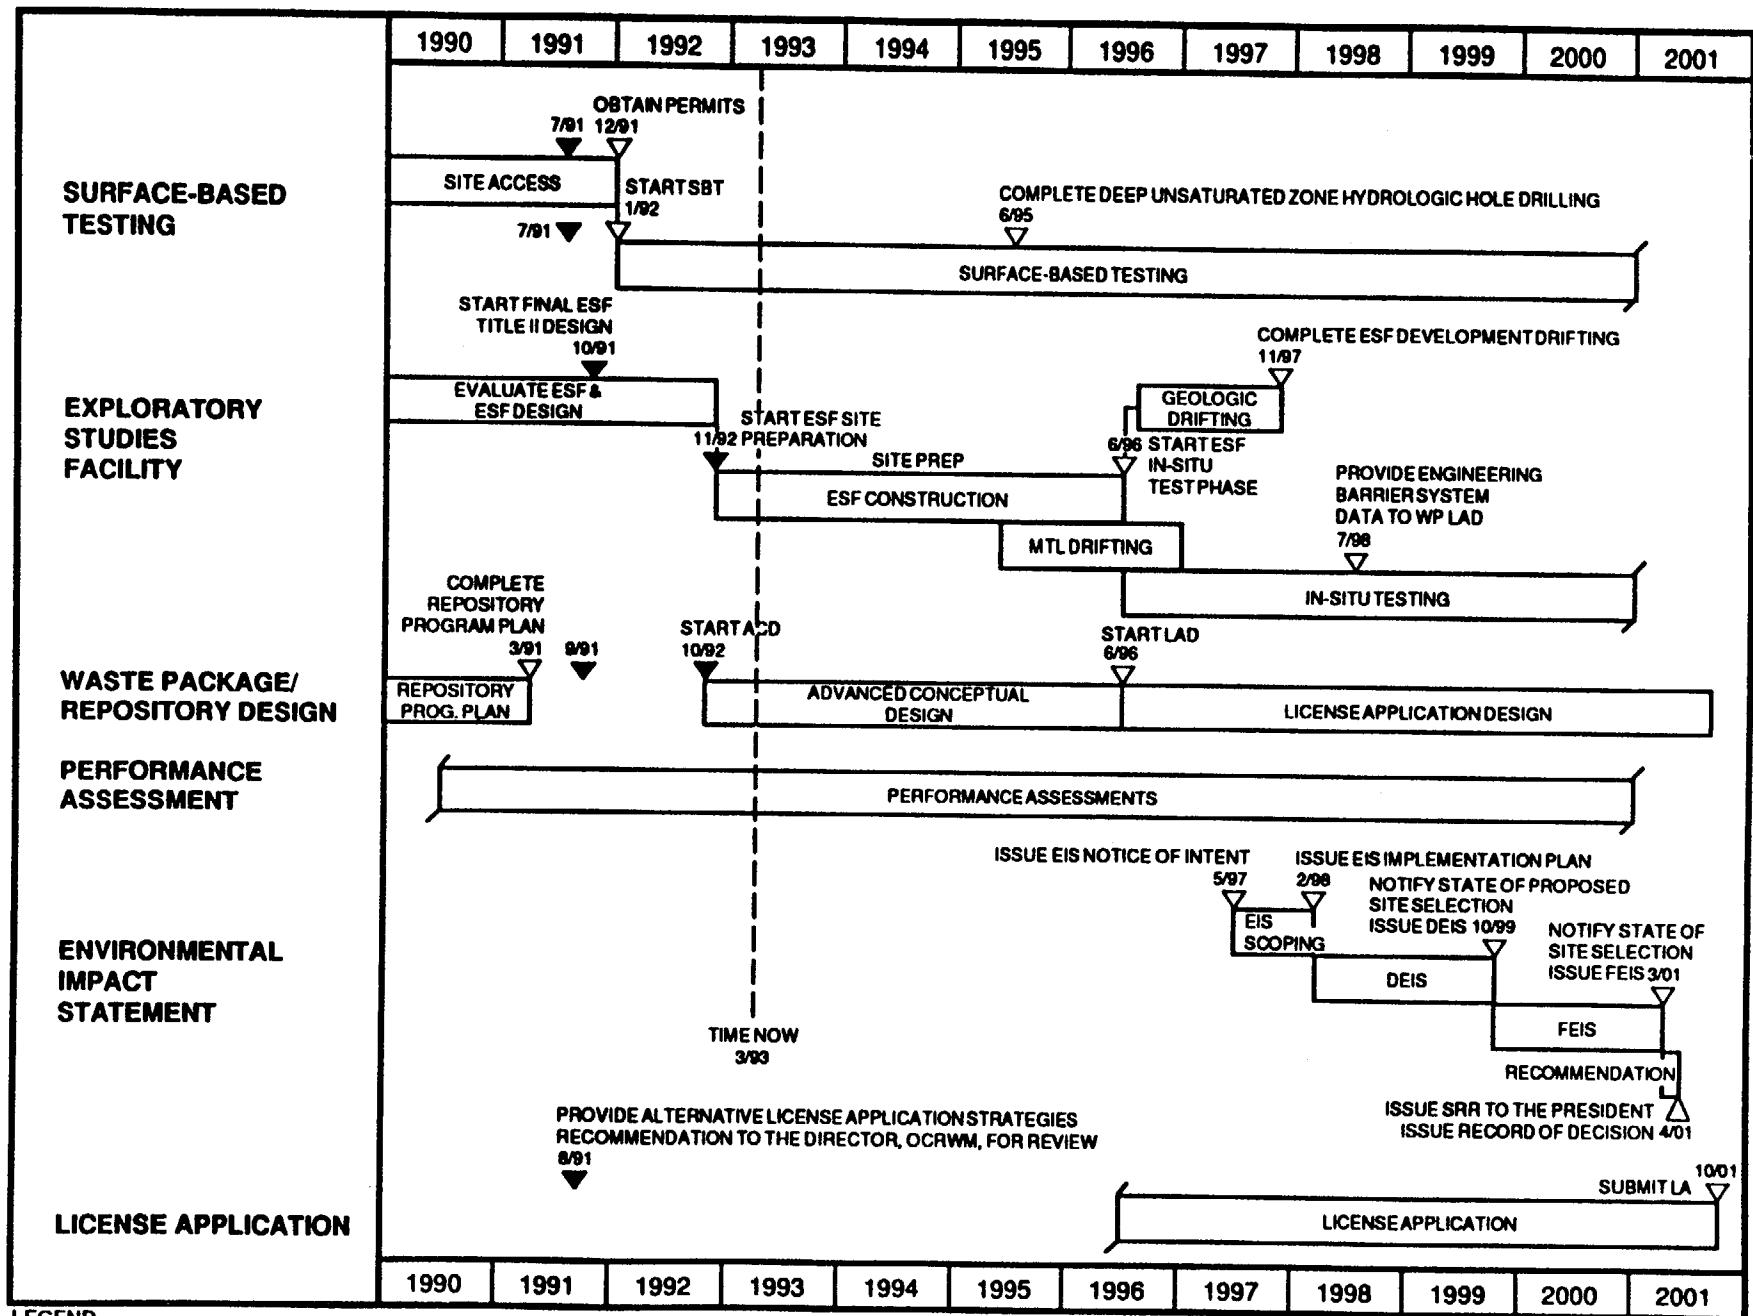 1990 1991 1992 1993 1994 1995 1996 1997 1998 1999 2000 2001
SURFACE-BASED
TESTING
OBTAIN PERMITS
7/91 12/91
SITE ACCESS
START SBT
1/92
7/91
COMPLETE DEEP UNSATURATED ZONE HYDROLOGIC HOLE DRILLING
6/95
SURFACE-BASED TESTING
EXPLORATORY
STUDIES
FACILITY
START FINAL ESF
TITLE II DESIGN
10/91
EVALUATE ESF &
ESF DESIGN
START ESF SITE
11/92 PREPARATION
SITE PREP
ESF CONSTRUCTION
COMPLETE ESF DEVELOPMENT DRIFTING
11/97
GEOLOGIC
DRIFTING
6/96 START ESF
IN-SITU
TEST PHASE
MTL DRIFTING
PROVIDE ENGINEERING
BARRIER SYSTEM
DATA TO WP LAD
7/98
IN-SITU TESTING
WASTE PACKAGE/
REPOSITORY DESIGN
COMPLETE
REPOSITORY
PROGRAM PLAN
3/91 9/91
REPOSITORY
PROG. PLAN
START ACD
10/92
ADVANCED CONCEPTUAL
DESIGN
START LAD
6/96
LICENSE APPLICATION DESIGN
PERFORMANCE
ASSESSMENT
PERFORMANCE ASSESSMENTS
ENVIRONMENTAL
IMPACT
STATEMENT
ISSUE EIS NOTICE OF INTENT
5/97
ISSUE EIS IMPLEMENTATION PLAN
2/98
EIS
SCOPING
NOTIFY STATE OF PROPOSED
SITE SELECTION
ISSUE DEIS 10/99
DEIS
NOTIFY STATE OF
SITE SELECTION
ISSUE FEIS 3/01
FEIS
RECOMMENDATION
ISSUE SRR TO THE PRESIDENT
ISSUE RECORD OF DECISION 4/01
TIME NOW
3/93
LICENSE APPLICATION
PROVIDE ALTERNATIVE LICENSE APPLICATION STRATEGIES
RECOMMENDATION TO THE DIRECTOR, OCRWM, FOR REVIEW
8/91
10/01
SUBMIT LA
LICENSE APPLICATION
1990 1991 1992 1993 1994 1995 1996 1997 1998 1999 2000 2001
LEGEND